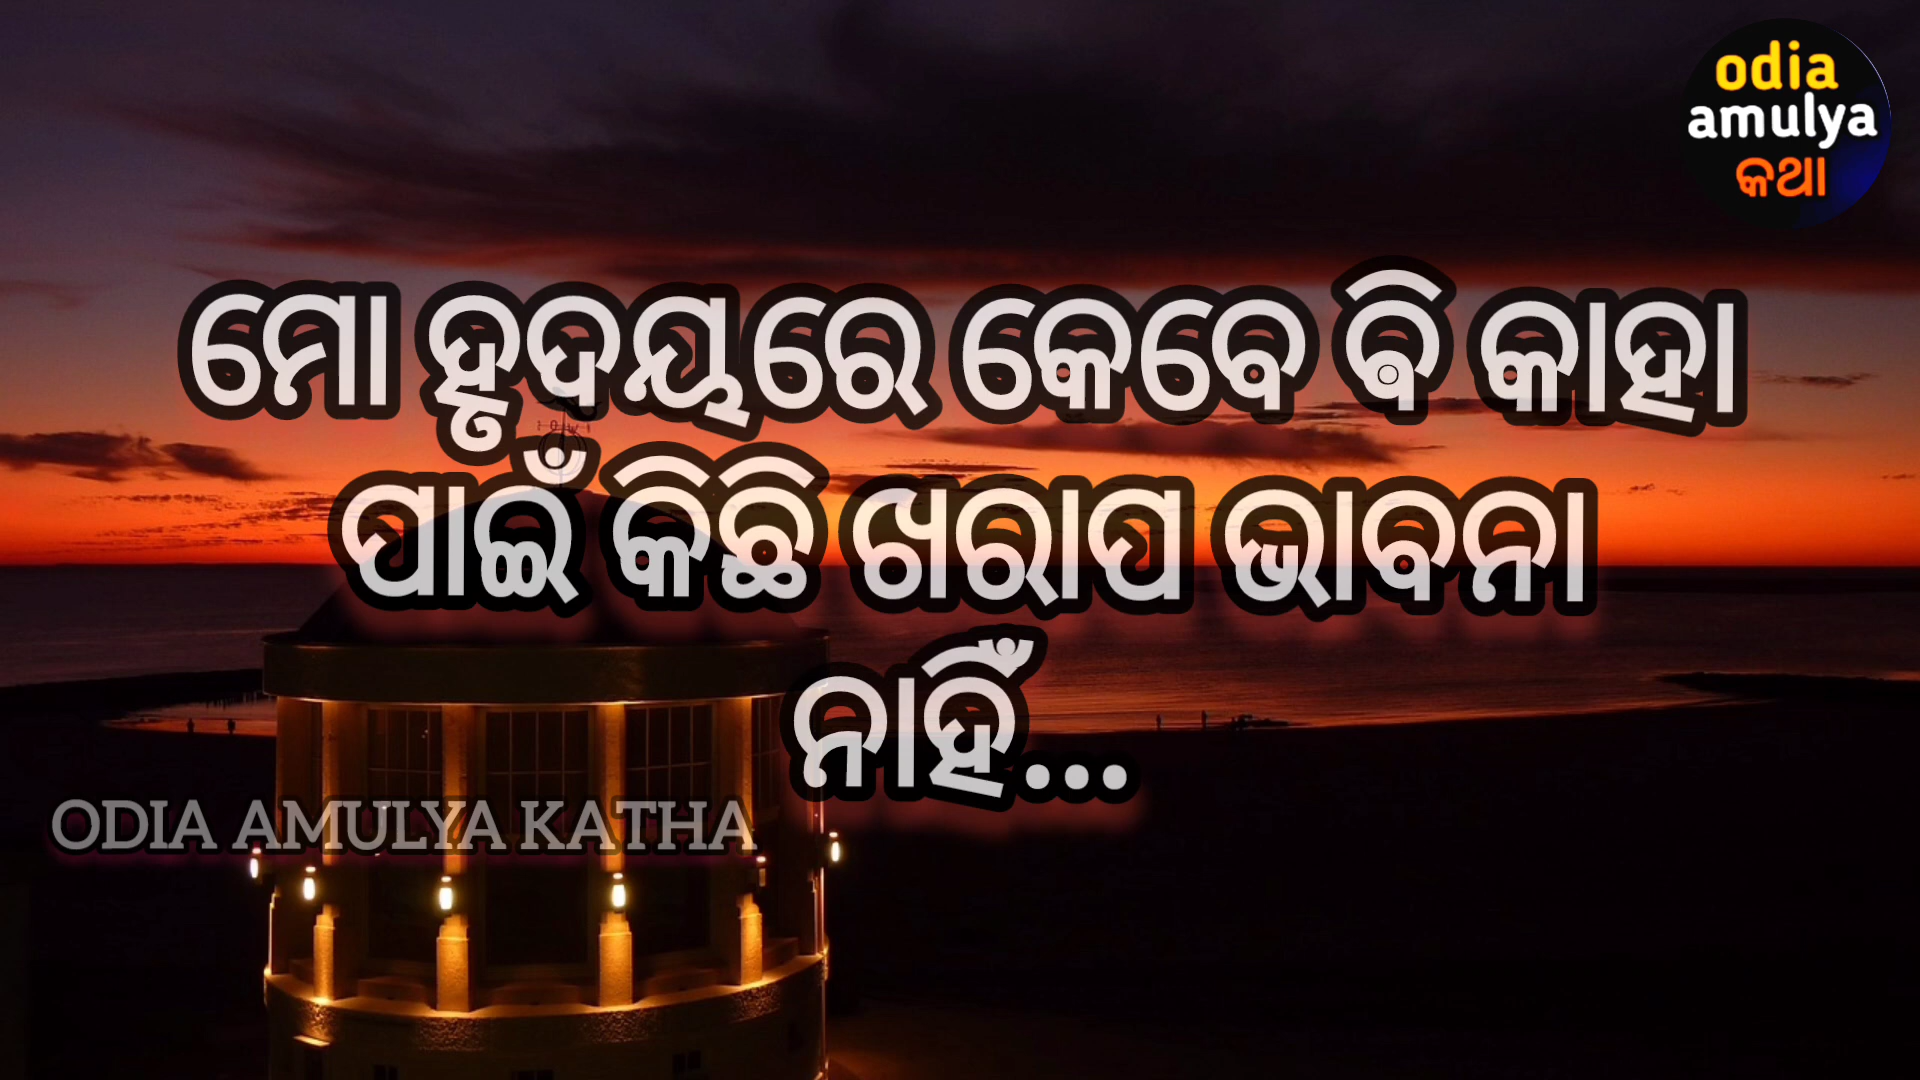 odia
amulya
କଥା
ମୋ ହୃଦୟରେ କେବେ ବି କାହା
ପାଇଁ କିଛି ଖରାପ ଭାବନା
ନାହିଁ...
ODIA AMULYA KATHA